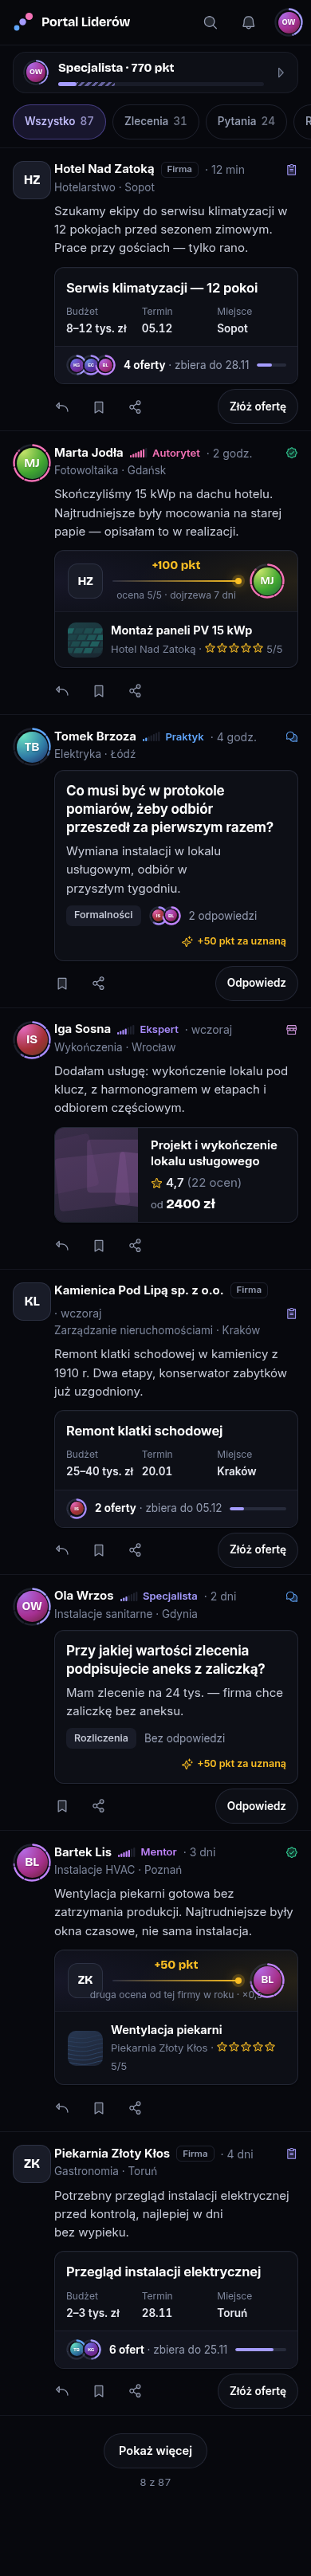 Portal Liderów
OW
OW
Specjalista · 770 pkt
Wszystko 87
Zlecenia 31
Pytania 24
HZ
Hotel Nad Zatoką Firma · 12 min
Hotelarstwo · Sopot
Szukamy ekipy do serwisu klimatyzacji w
12 pokojach przed sezonem zimowym.
Prace przy gościach — tylko rano.
Serwis klimatyzacji — 12 pokoi
Budżet Termin Miejsce
8–12 tys. zł 05.12 Sopot
4 oferty · zbiera do 28.11
Złóż ofertę
MJ
Marta Jodła Autorytet · 2 godz.
Fotowoltaika · Gdańsk
Skończyliśmy 15 kWp na dachu hotelu.
Najtrudniejsze były mocowania na starej
papie — opisałam to w realizacji.
+100 pkt
HZ
MJ
ocena 5/5 · dojrzewa 7 dni
Montaż paneli PV 15 kWp
Hotel Nad Zatoką · 5/5
TB
Tomek Brzoza Praktyk · 4 godz.
Elektryka · Łódź
Co musi być w protokole
pomiarów, żeby odbiór
przeszedł za pierwszym razem?
Wymiana instalacji w lokalu
usługowym, odbiór w
przyszłym tygodniu.
Formalności 2 odpowiedzi
+50 pkt za uznaną
Odpowiedz
IS
Iga Sosna Ekspert · wczoraj
Wykończenia · Wrocław
Dodałam usługę: wykończenie lokalu pod
klucz, z harmonogramem w etapach i
odbiorem częściowym.
Projekt i wykończenie
lokalu usługowego
4,7 (22 ocen)
od 2400 zł
KL
Kamienica Pod Lipą sp. z o.o. Firma
· wczoraj
Zarządzanie nieruchomościami · Kraków
Remont klatki schodowej w kamienicy z
1910 r. Dwa etapy, konserwator zabytków
już uzgodniony.
Remont klatki schodowej
Budżet Termin Miejsce
25–40 tys. zł 20.01 Kraków
2 oferty · zbiera do 05.12
Złóż ofertę
OW
Ola Wrzos Specjalista · 2 dni
Instalacje sanitarne · Gdynia
Przy jakiej wartości zlecenia
podpisujecie aneks z zaliczką?
Mam zlecenie na 24 tys. — firma chce
zaliczkę bez aneksu.
Rozliczenia Bez odpowiedzi
+50 pkt za uznaną
Odpowiedz
BL
Bartek Lis Mentor · 3 dni
Instalacje HVAC · Poznań
Wentylacja piekarni gotowa bez
zatrzymania produkcji. Najtrudniejsze były
okna czasowe, nie sama instalacja.
+50 pkt
ZK
BL
druga ocena od tej firmy w roku ·
Wentylacja piekarni
Piekarnia Złoty Kłos ·
5/5
ZK
Piekarnia Złoty Kłos Firma · 4 dni
Gastronomia · Toruń
Potrzebny przegląd instalacji elektrycznej
przed kontrolą, najlepiej w dni
bez wypieku.
Przegląd instalacji elektrycznej
Budżet Termin Miejsce
2–3 tys. zł 28.11 Toruń
6 ofert · zbiera do 25.11
Złóż ofertę
Pokaż więcej
8 z 87